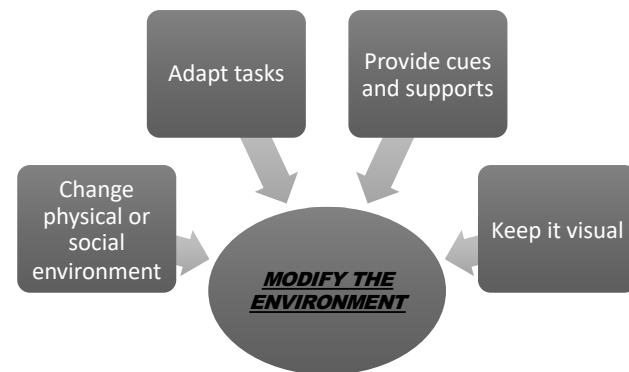 Adapt tasks
Provide cues
and supports
Change
physical or
social
environment
Keep it visual
MODIFY THE
ENVIRONMENT